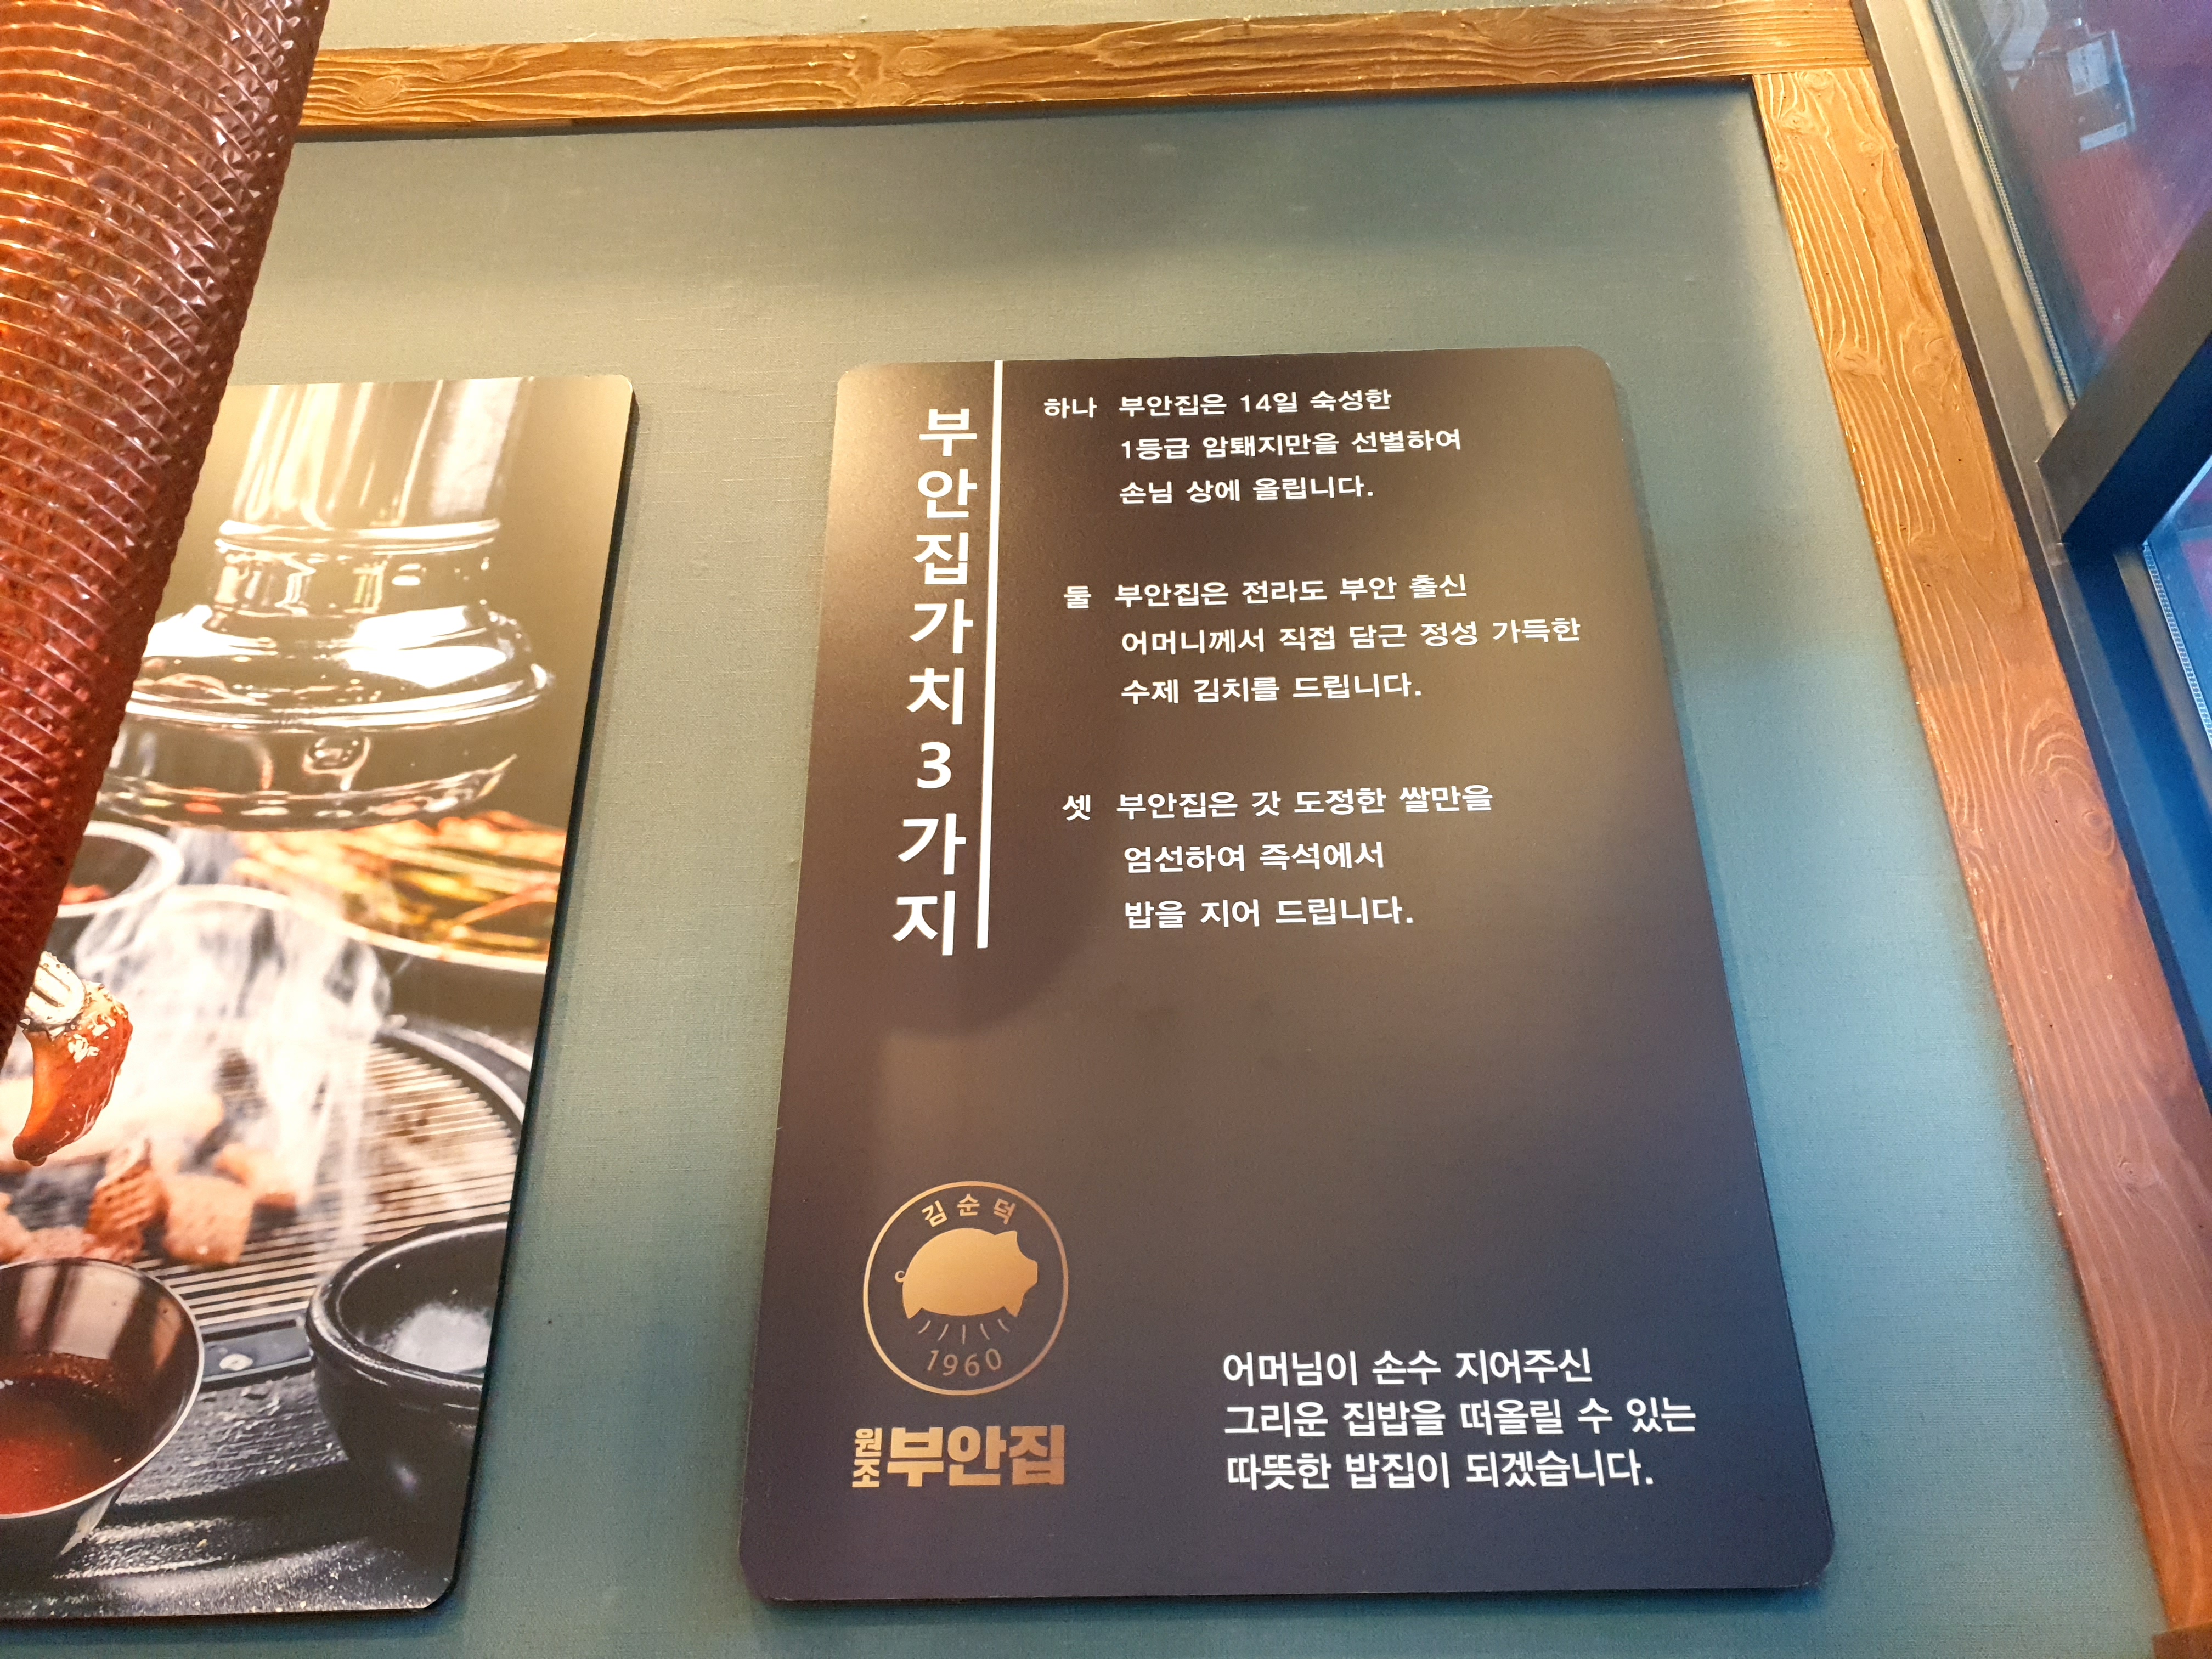 부안집가치3가지
하나 부안집은 14일 숙성한
1등급 암퇘지만을 선별하여
손님 상에 올립니다.
둘 부안집은 전라도 부안 출신
어머니께서 직접 담근 정성 가득한
수제 김치를 드립니다.
셋 부안집은 갓 도정한 쌀만을
엄선하여 즉석에서
밥을 지어 드립니다.
김순덕
1960
원조 부안집
어머님이 손수 지어주신
그리운 집밥을 떠올릴 수 있는
따뜻한 밥집이 되겠습니다.